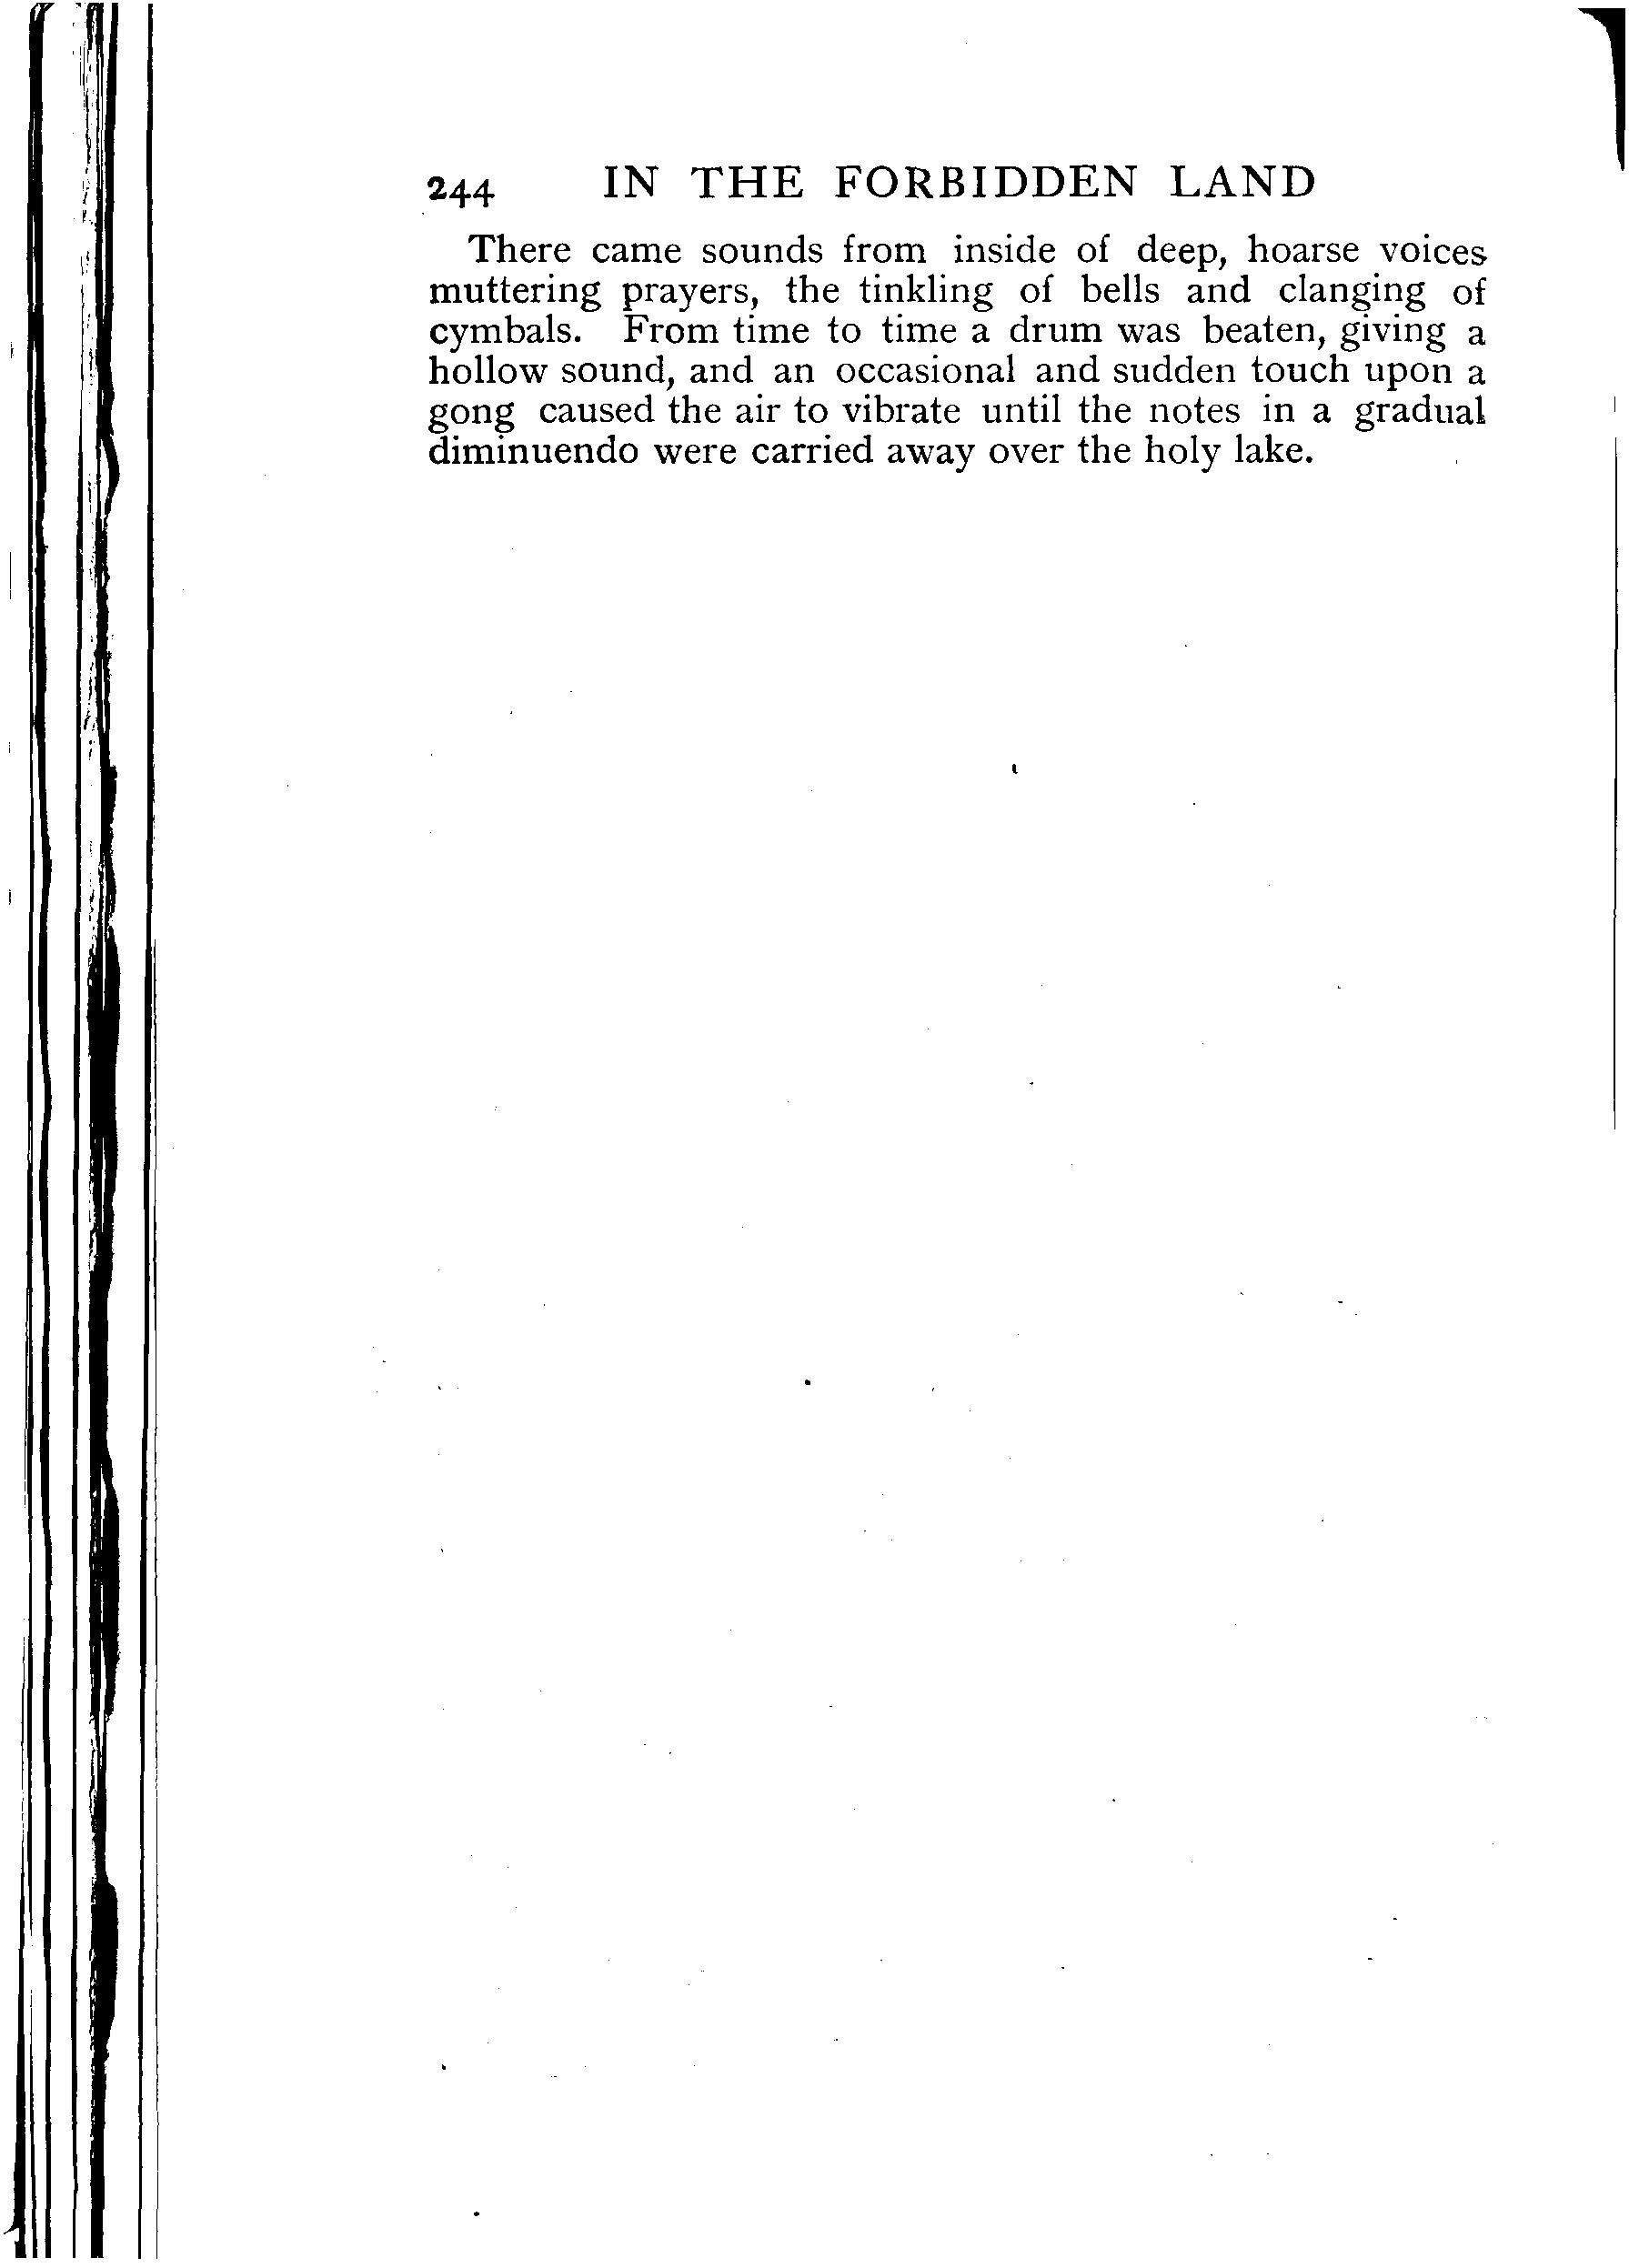 244 IN THE FORBIDDEN LAND
There came sounds from inside of deep, hoarse voices
muttering prayers, the tinkling of bells and clanging of
cymbals. From time to time a drum was beaten, giving a
hollow sound, and an occasional and sudden touch upon a
gong caused the air to vibrate until the notes in a gradual
diminuendo were carried away over the holy lake.